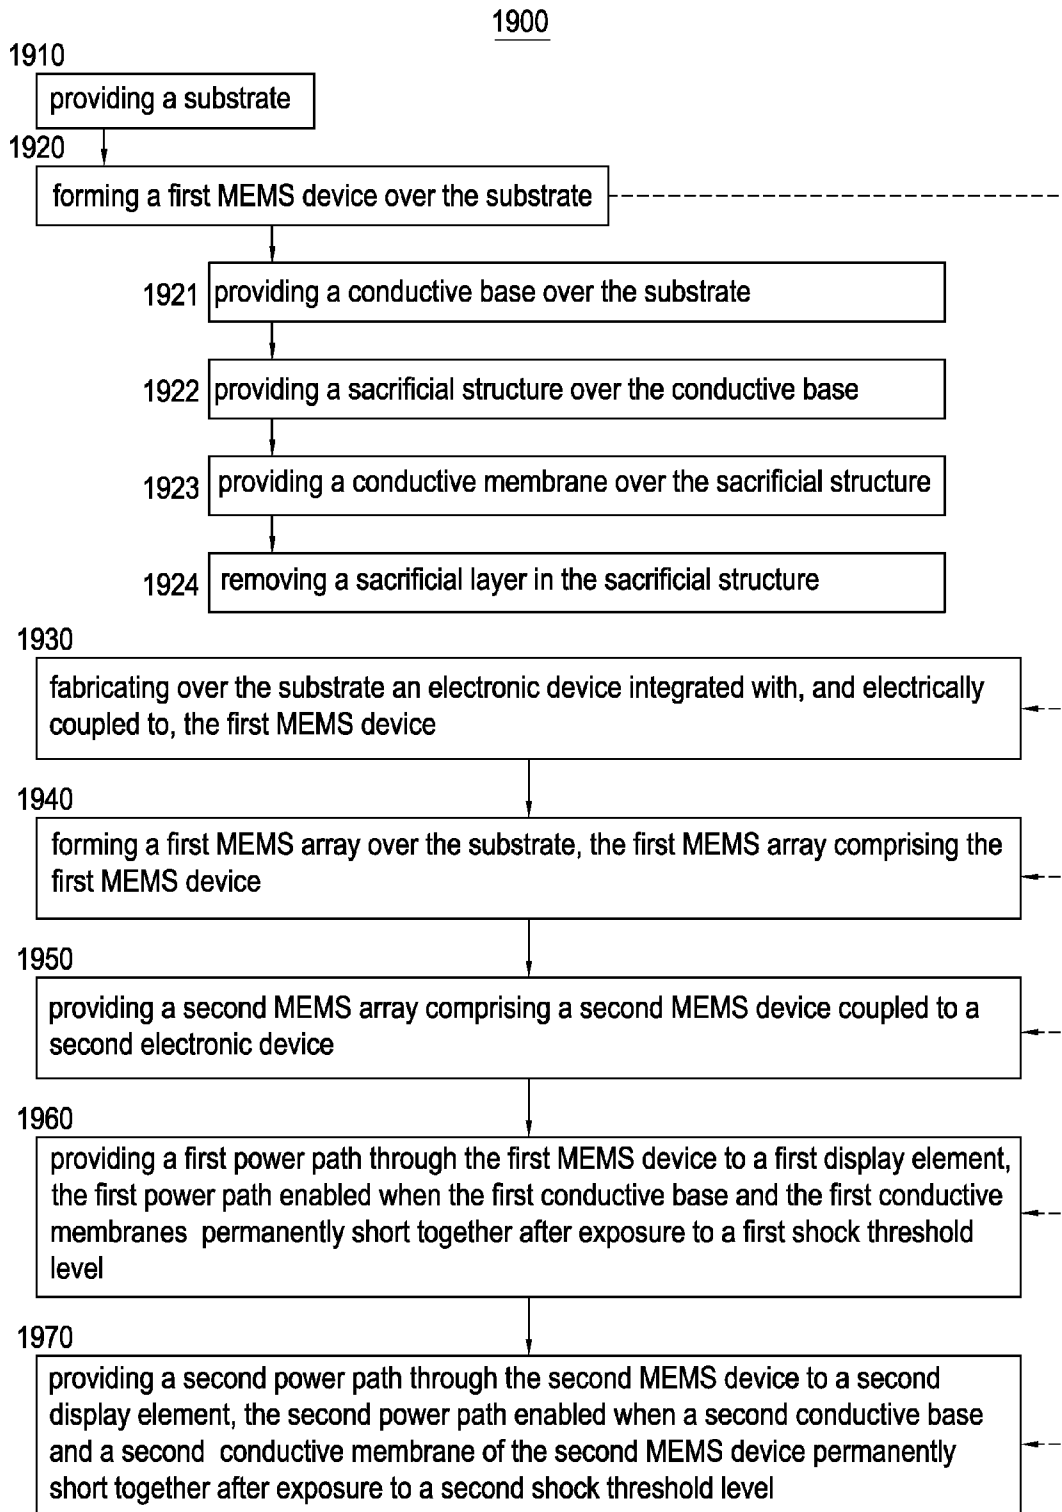 1900
1910
providing a substrate
1920
forming a first MEMS device over the substrate
1921
providing a conductive base over the substrate
1922
providing a sacrificial structure over the conductive base
1923
providing a conductive membrane over the sacrificial structure
1924
removing a sacrificial layer in the sacrificial structure
1930
fabricating over the substrate an electronic device integrated with, and electrically
coupled to, the first MEMS device
1940
forming a first MEMS array over the substrate, the first MEMS array comprising the
first MEMS device
1950
providing a second MEMS array comprising a second MEMS device coupled to a
second electronic device
1960
providing a first power path through the first MEMS device to a first display element,
the first power path enabled when the first conductive base and the first conductive
membranes permanently short together after exposure to a first shock threshold
level
1970
providing a second power path through the second MEMS device to a second
display element, the second power path enabled when a second conductive base
and a second conductive membrane of the second MEMS device permanently
short together after exposure to a second shock threshold level